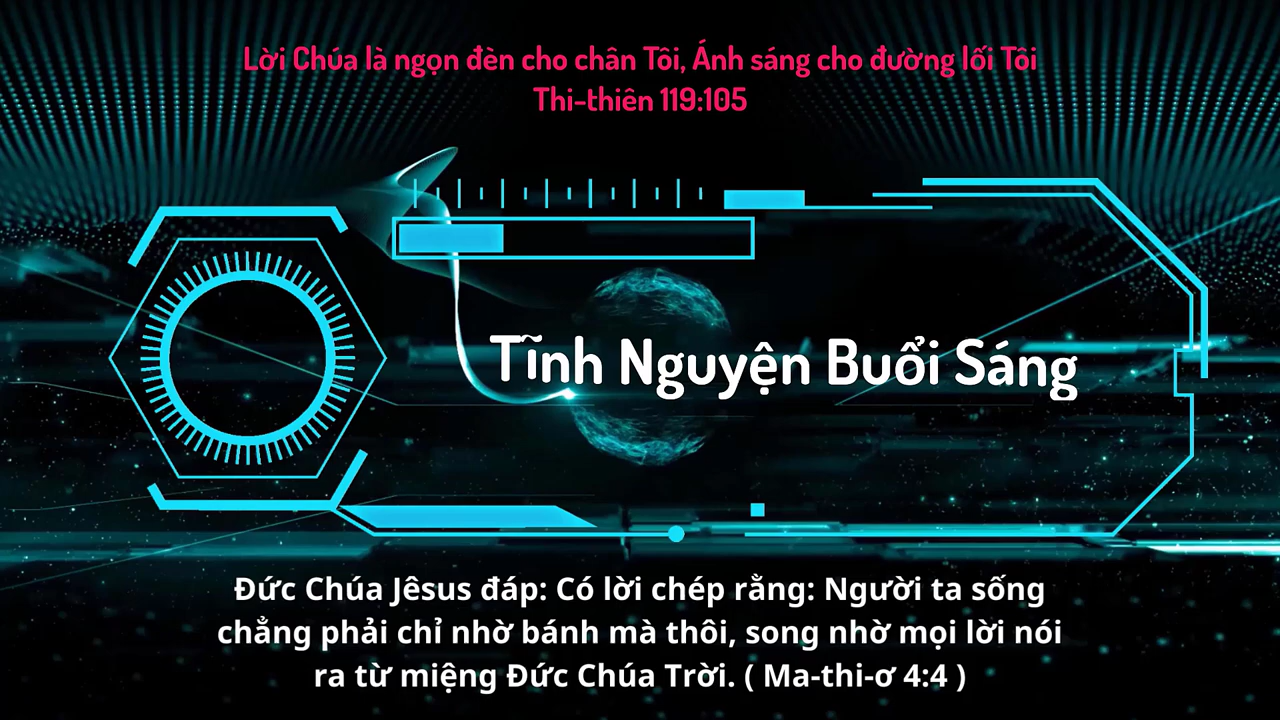 Lời Chúa là ngọn đèn cho chân Tôi, Ánh sáng cho đường lối Tôi
Thi-thiên 119:105
Tĩnh Nguyện Buổi Sáng
Đức Chúa Jêsus đáp: Có lời chép rằng: Người ta sống
chẳng phải chỉ nhờ bánh mà thôi, song nhờ mọi lời nói
ra từ miệng Đức Chúa Trời. ( Ma-thi-ơ 4:4 )